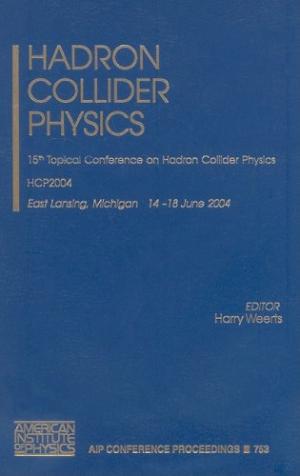 HADRON
COLLIDER
PHYSICS
15th Topical Conference on Hadron Collider Physics
HCP2004
East Lansing, Michigan 14-18 June 2004
EDITOR
Harry Weerts
AMERICAN
INSTITUTE
OF PHYSICS
AIP CONFERENCE PROCEEDINGS 753